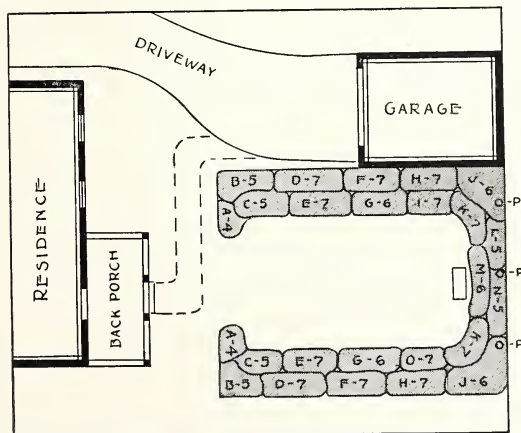 DRIVEWAY
GARAGE
RESIDENCE
BACK PORCH
B-5 D-7 F-7 H-7 J-6
A-4 C-5 E-7 G-6 I-7 K-7
O-P
L-5
M-6
O-P
N-5
O-P
A-4 C-5 E-7 G-6 O-7 K-7
B-5 D-7 F-7 H-7 J-6